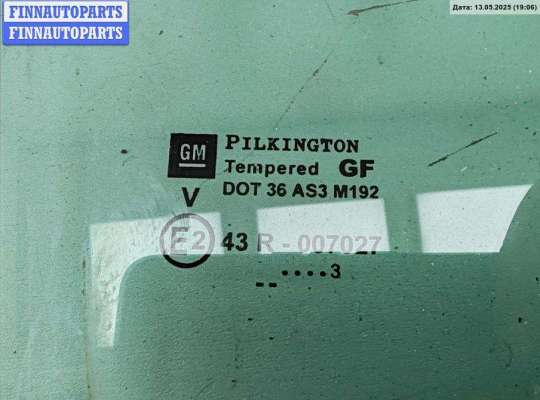 FINNAUTOPARTS
FINNAUTOPARTS
Дата: 13.05.2025 (19:06)
GM
PILKINGTON
Tempered GF
DOT 36 AS3 M192
V
E2 43 R - 007027
--....3